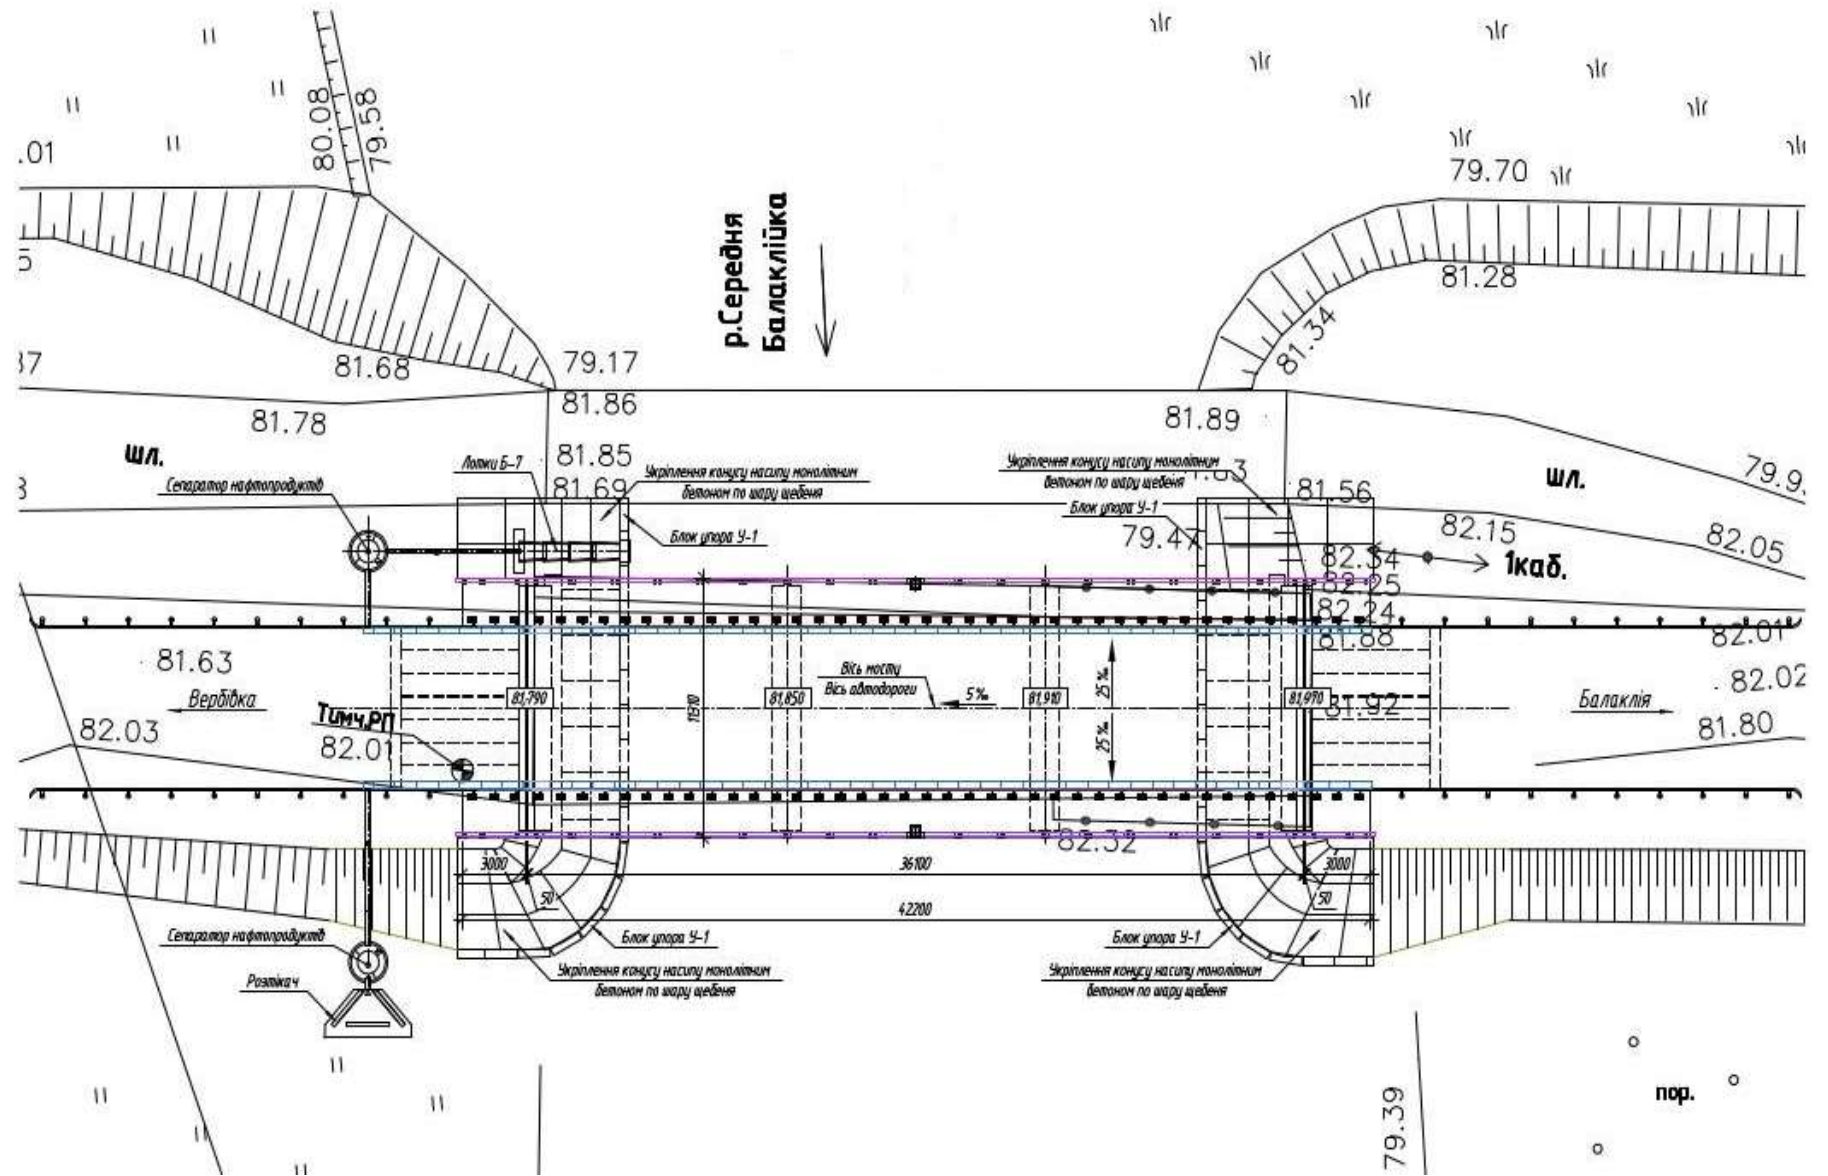 80.08
79.58
.01
79.70
р.Середня
Балаклійка
81.28
81.34
37
81.68
79.17
81.86
81.89
81.78
шл.
Лотки Б-7
81.85
Укріплення конусу насипу монолітним
бетоном по шару щебеня
Укріплення конусу насипу монолітним
бетоном по шару щебеня
шл.
79.9
Сепаратор нафтопродуктів
81.69
81.56
Блок упора У-1
Блок упора У-1
79.47
82.15
82.05
82.34
1каб.
82.25
82.24
81.88
82.01
81.63
Вісь мосту
Вісь автодороги
5‰
25‰
25‰
82.02
Вербівка
81,790
81,850
81,910
81,970
81.92
Балаклія
11810
Тимч.РП
82.03
82.01
81.80
82.32
3000
36100
3000
50
50
42200
Сепаратор нафтопродуктів
Блок упора У-1
Блок упора У-1
Розтікач
Укріплення конусу насипу монолітним
бетоном по шару щебеня
Укріплення конусу насипу монолітним
бетоном по шару щебеня
79.39
пор.